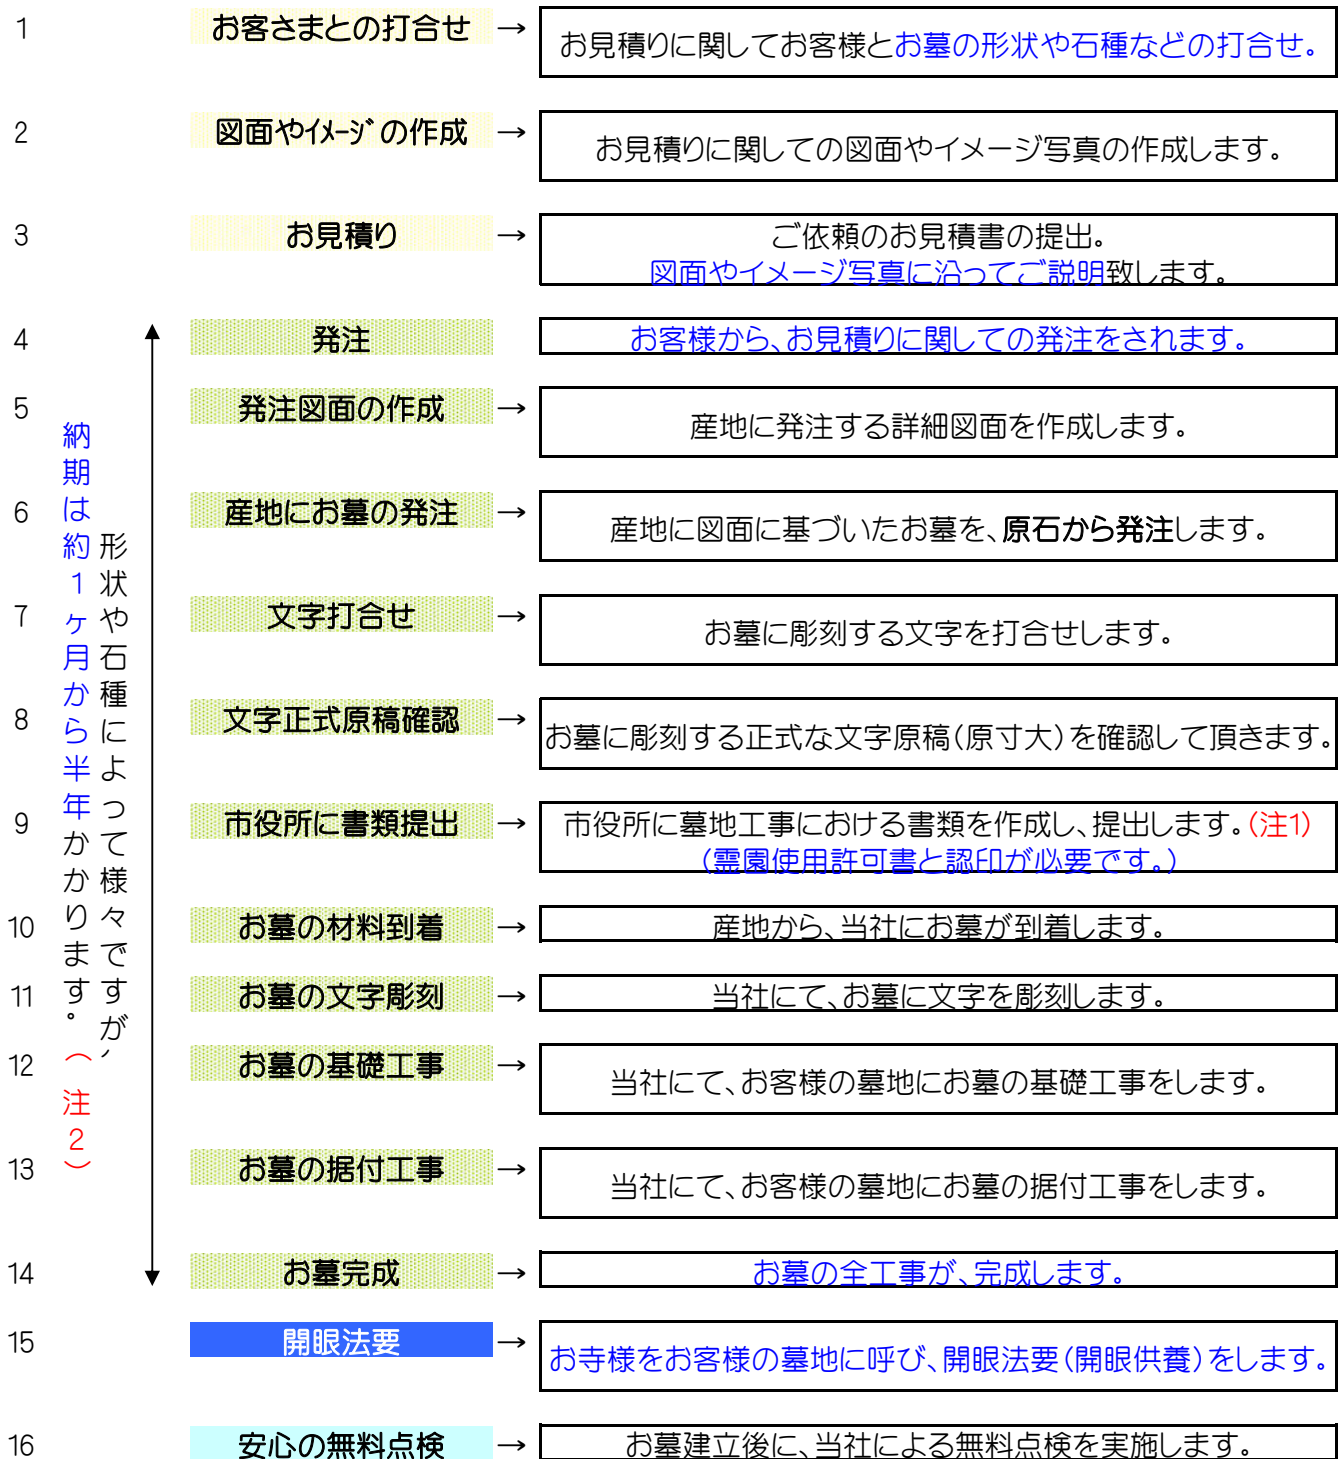 1 お客さまとの打合せ → お見積りに関してお客様とお墓の形状や石種などの打合せ。
2 図面やｲﾒｰｼﾞの作成 → お見積りに関しての図面やイメージ写真の作成します。
3 お見積り → ご依頼のお見積書の提出。
図面やイメージ写真に沿ってご説明致します。
4 発注 お客様から、お見積りに関しての発注をされます。
5 発注図面の作成 → 産地に発注する詳細図面を作成します。
6 産地にお墓の発注 → 産地に図面に基づいたお墓を、原石から発注します。
7 文字打合せ → お墓に彫刻する文字を打合せします。
8 文字正式原稿確認 → お墓に彫刻する正式な文字原稿(原寸大)を確認して頂きます。
9 市役所に書類提出 → 市役所に墓地工事における書類を作成し、提出します。(注1)
(霊園使用許可書と認印が必要です。)
10 お墓の材料到着 → 産地から、当社にお墓が到着します。
11 お墓の文字彫刻 → 当社にて、お墓に文字を彫刻します。
12 お墓の基礎工事 → 当社にて、お客様の墓地にお墓の基礎工事をします。
13 お墓の据付工事 → 当社にて、お客様の墓地にお墓の据付工事をします。
14 お墓完成 → お墓の全工事が、完成します。
15 開眼法要 → お寺様をお客様の墓地に呼び、開眼法要(開眼供養)をします。
16 安心の無料点検 → お墓建立後に、当社による無料点検を実施します。
形状や石種によって様々ですが、
納期は約１ヶ月から半年かかります。(注２)